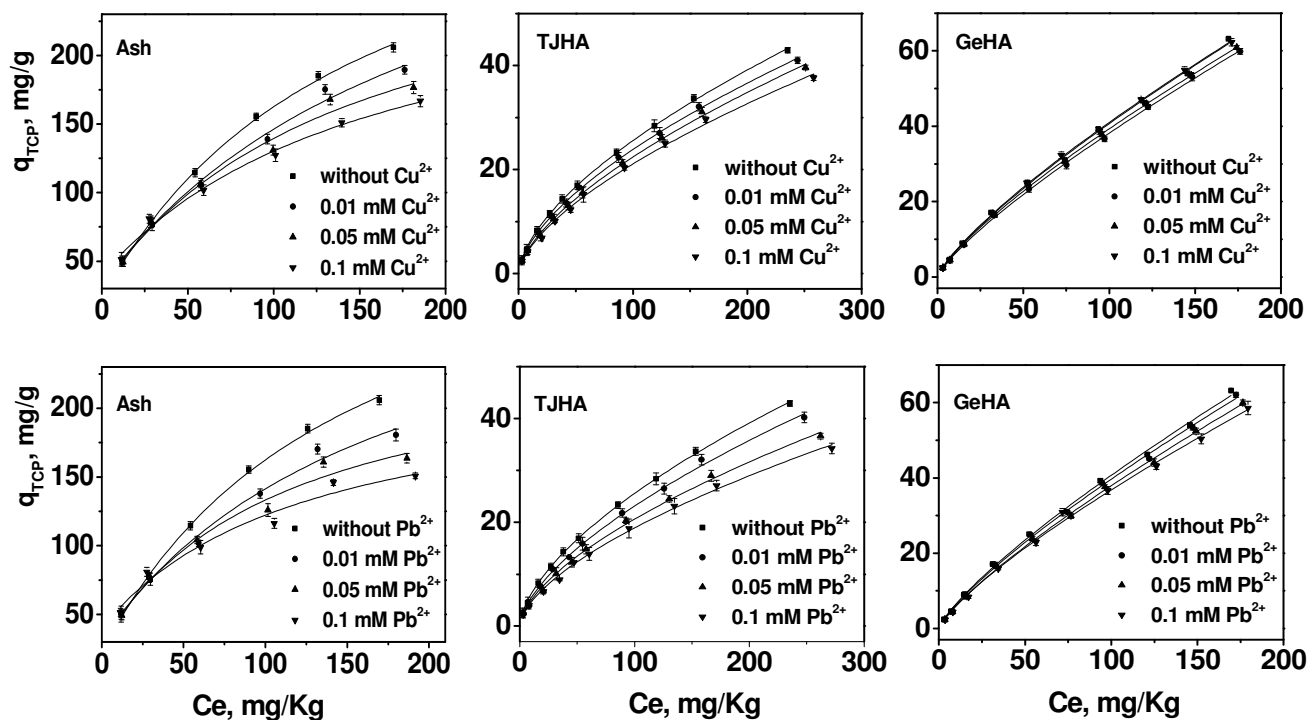 Ash
q_TCP, mg/g
200
150
100
50
0
50
100
150
200
without Cu²⁺
0.01 mM Cu²⁺
0.05 mM Cu²⁺
0.1 mM Cu²⁺
TJHA
40
20
0
0
100
200
300
without Cu²⁺
0.01 mM Cu²⁺
0.05 mM Cu²⁺
0.1 mM Cu²⁺
GeHA
60
40
20
0
0
50
100
150
200
without Cu²⁺
0.01 mM Cu²⁺
0.05 mM Cu²⁺
0.1 mM Cu²⁺
Ash
q_TCP, mg/g
200
150
100
50
0
50
100
150
200
without Pb²⁺
0.01 mM Pb²⁺
0.05 mM Pb²⁺
0.1 mM Pb²⁺
Ce, mg/Kg
TJHA
40
20
0
0
100
200
300
without Pb²⁺
0.01 mM Pb²⁺
0.05 mM Pb²⁺
0.1 mM Pb²⁺
Ce, mg/Kg
GeHA
60
40
20
0
0
50
100
150
200
without Pb²⁺
0.01 mM Pb²⁺
0.05 mM Pb²⁺
0.1 mM Pb²⁺
Ce, mg/Kg